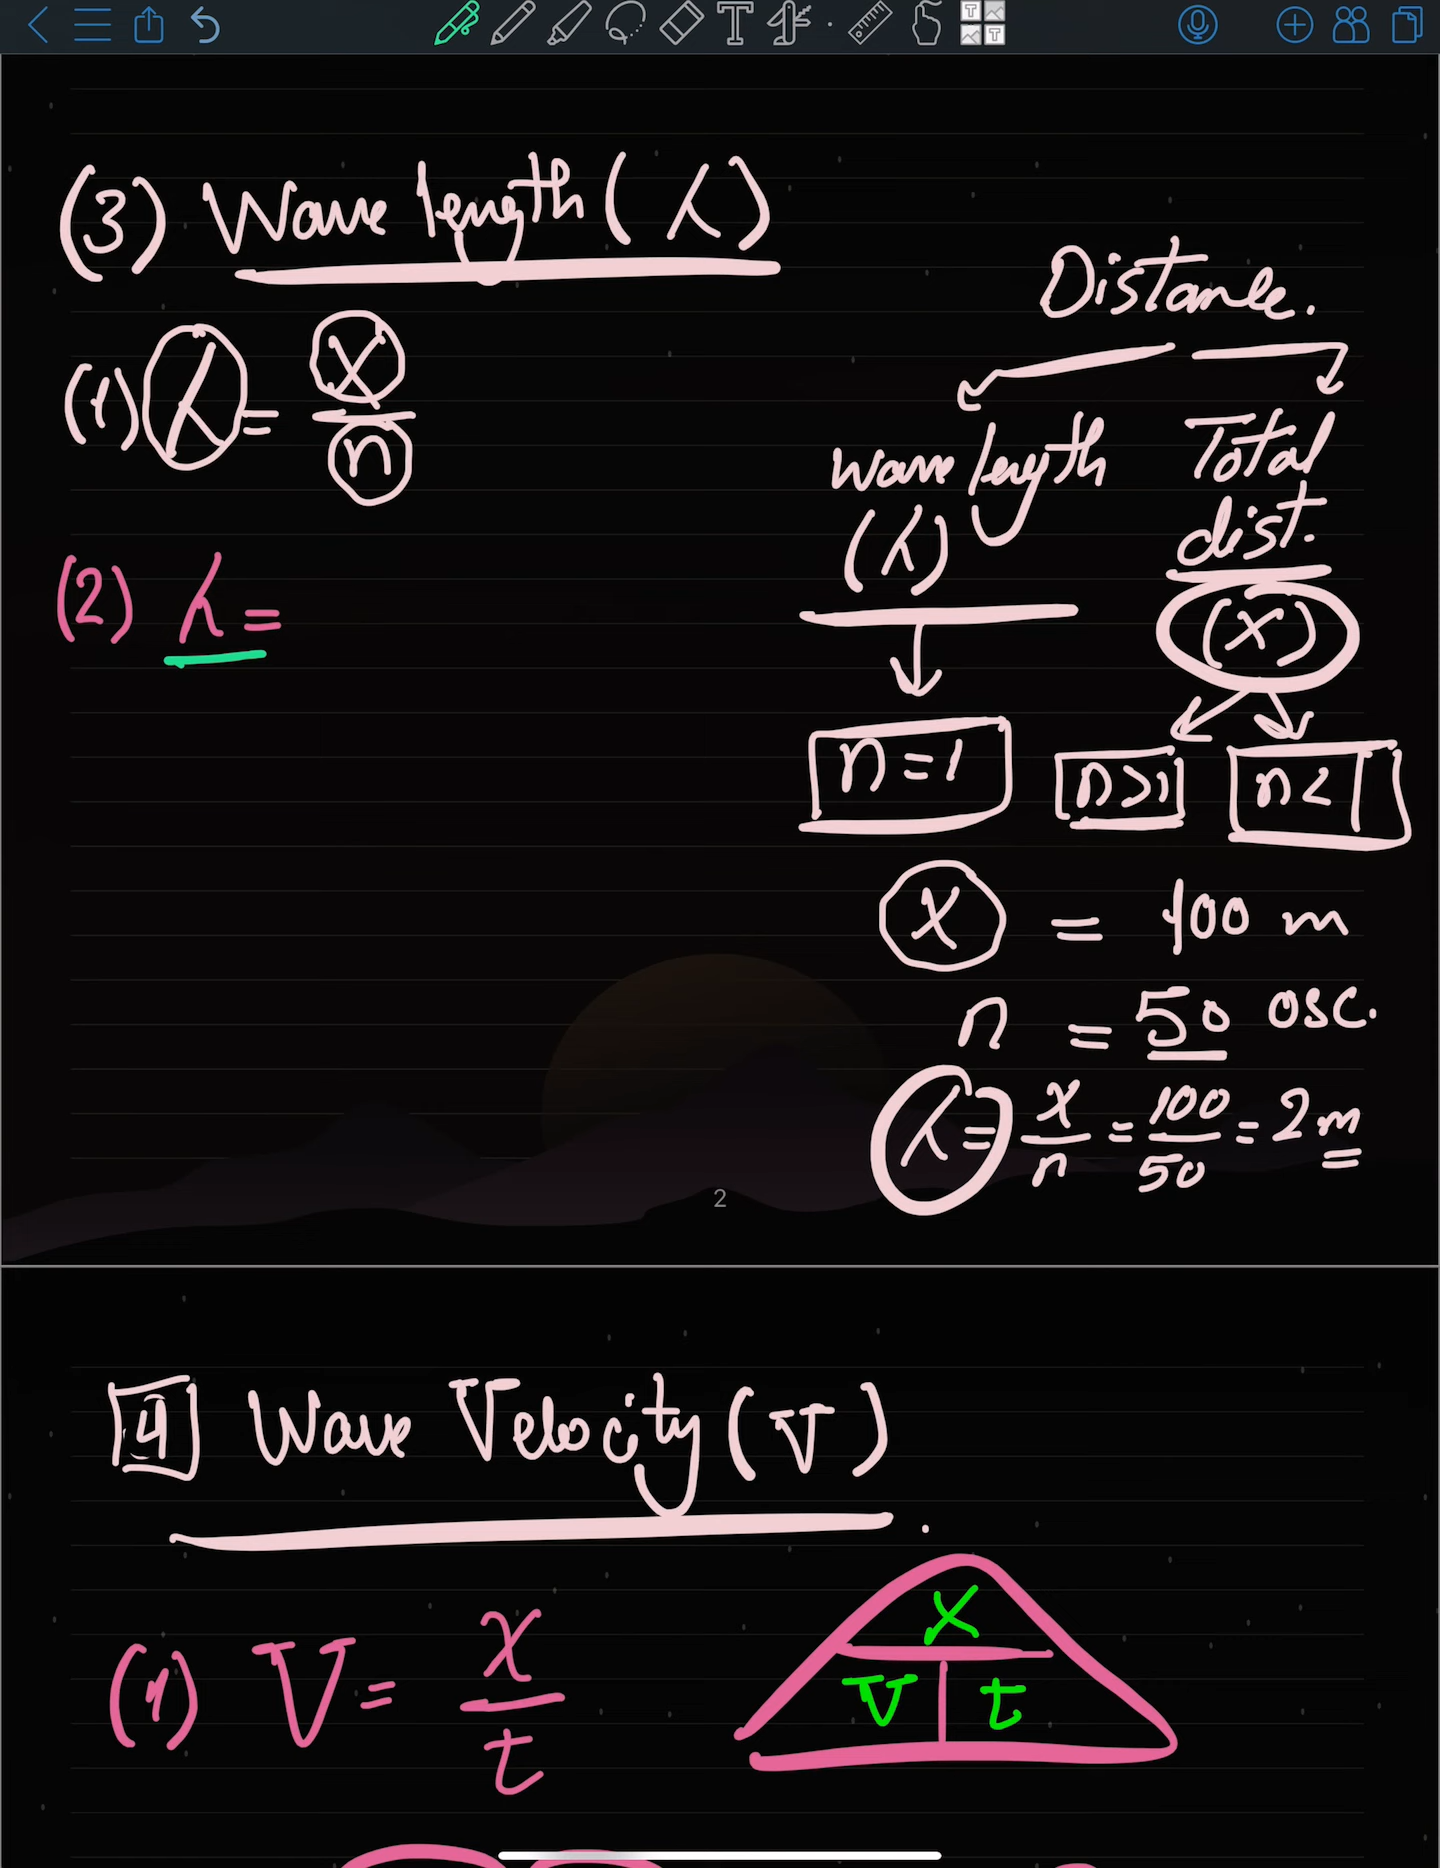 (3) Wave length (λ)
(1) λ = x/n
(2) λ =
Distance.
wave length Total
(λ) dist.
(x)
n = 1 n > 1 n < 1
x = 100 m
n = 50 osc.
λ = x/n = 100/50 = 2 m
2
4 Wave Velocity (V)
(1) V = x/t
x
V t